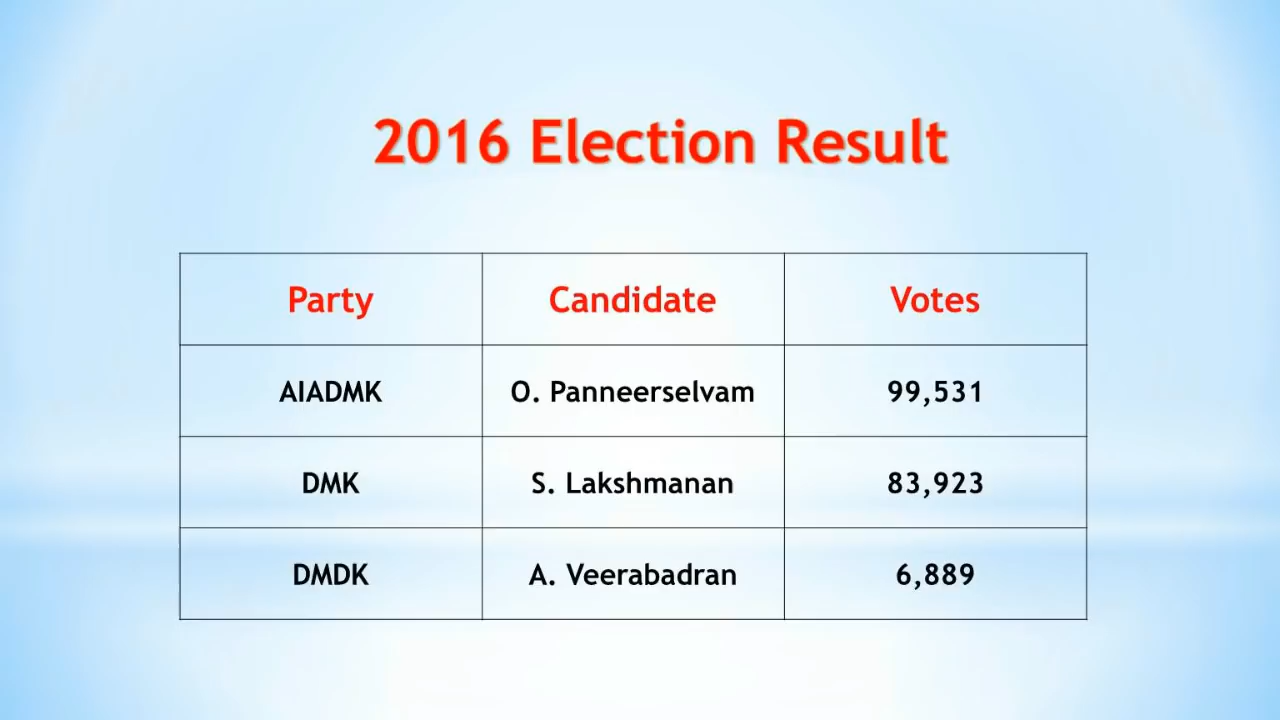 2016 Election Result
Party Candidate Votes
AIADMK O. Panneerselvam 99,531
DMK S. Lakshmanan 83,923
DMDK A. Veerabadran 6,889